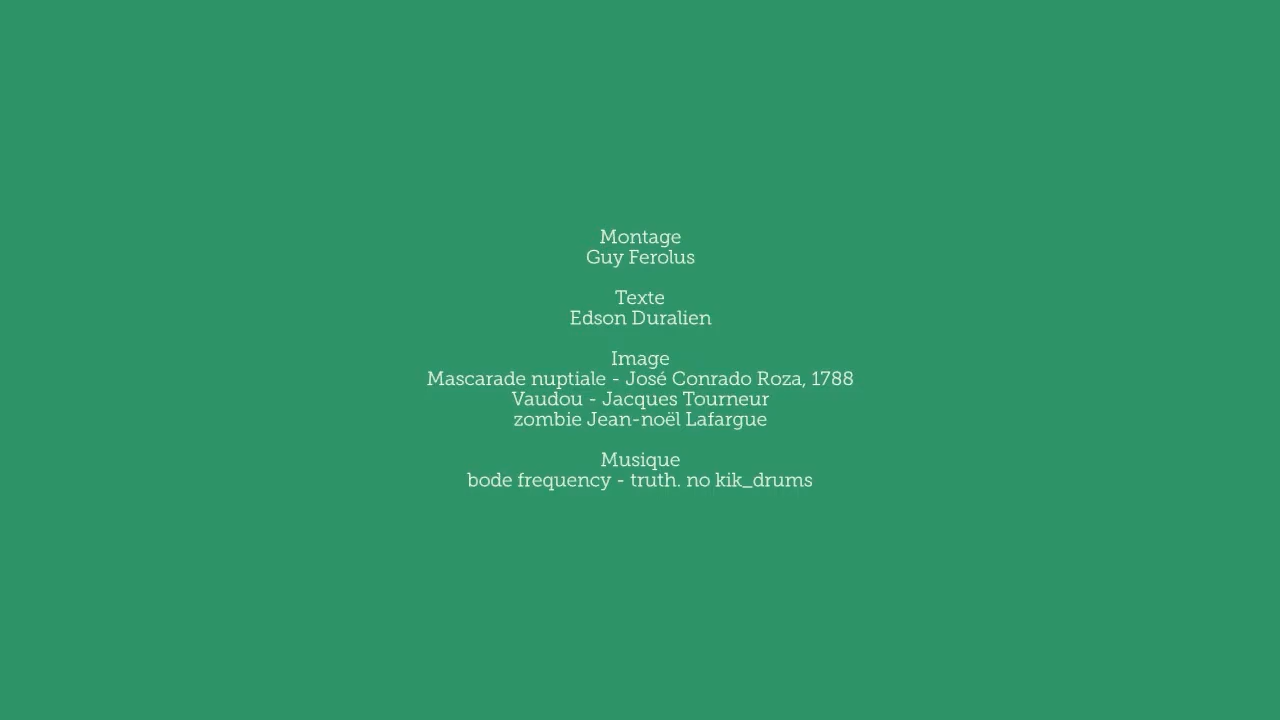 Montage
Guy Ferolus
Texte
Edson Duralien
Image
Mascarade nuptiale - José Conrado Roza, 1788
Vaudou - Jacques Tourneur
zombie Jean-noël Lafargue
Musique
bode frequency - truth. no kik_drums